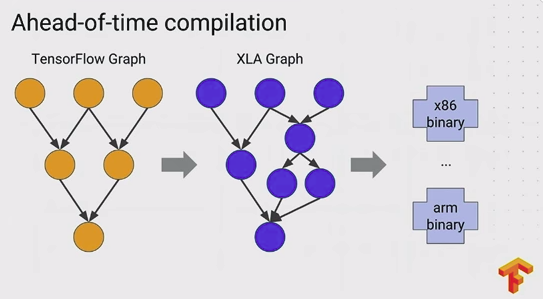 Ahead-of-time compilation
TensorFlow Graph
XLA Graph
x86
binary
...
arm
binary